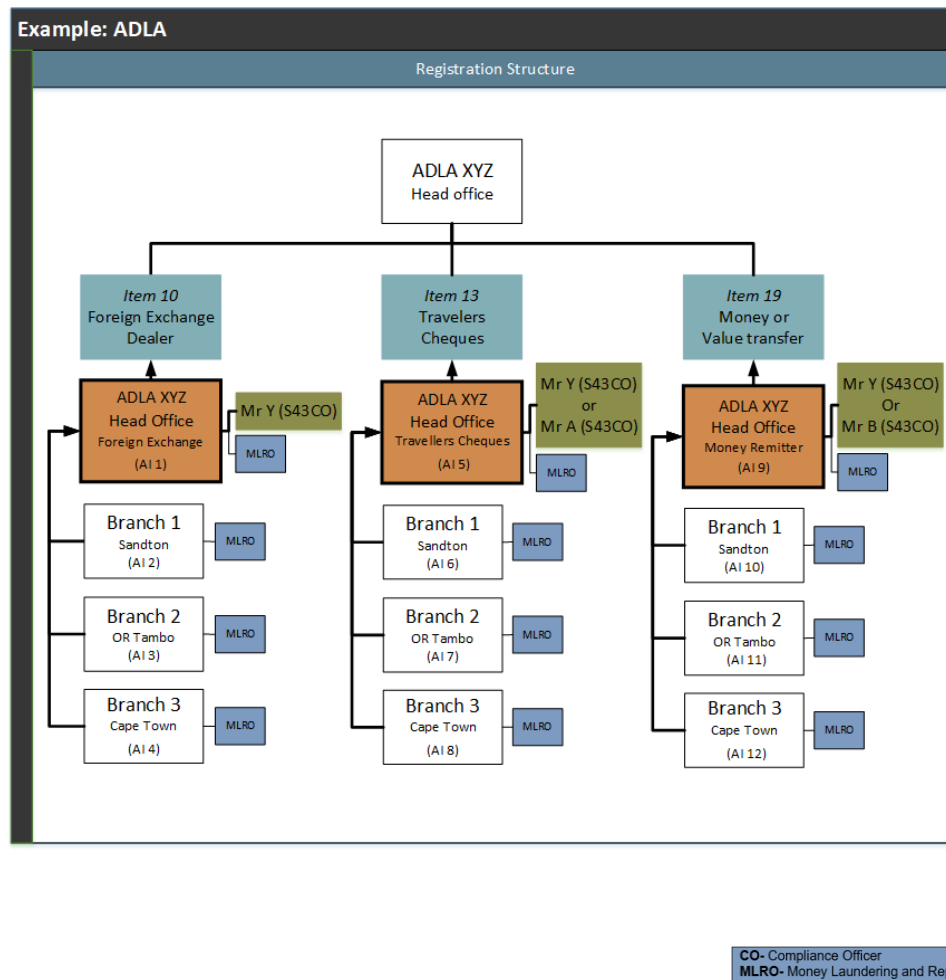 Example: ADLA
Registration Structure
ADLA XYZ
Head office
Item 10
Foreign Exchange
Dealer
Item 13
Travelers
Cheques
Item 19
Money or
Value transfer
ADLA XYZ
Head Office
Foreign Exchange
(AI 1)
Mr Y (S43CO)
MLRO
ADLA XYZ
Head Office
Travellers Cheques
(AI 5)
Mr Y (S43CO)
or
Mr A (S43CO)
MLRO
ADLA XYZ
Head Office
Money Remitter
(AI 9)
Mr Y (S43CO)
Or
Mr B (S43CO)
MLRO
Branch 1
Sandton
(AI 2)
MLRO
Branch 1
Sandton
(AI 6)
MLRO
Branch 1
Sandton
(AI 10)
MLRO
Branch 2
OR Tambo
(AI 3)
MLRO
Branch 2
OR Tambo
(AI 7)
MLRO
Branch 2
OR Tambo
(AI 11)
MLRO
Branch 3
Cape Town
(AI 4)
MLRO
Branch 3
Cape Town
(AI 8)
MLRO
Branch 3
Cape Town
(AI 12)
MLRO
CO- Compliance Officer
MLRO- Money Laundering and Re